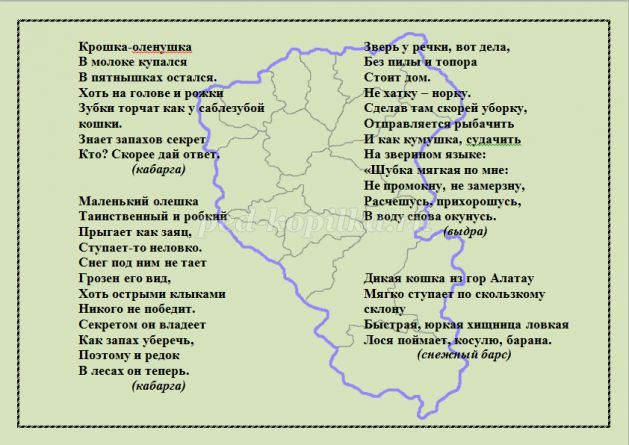 Крошка-оленушка
В молоке купался
В пятнышках остался.
Хоть на голове и рожки
Зубки торчат как у саблезубой
кошки.
Знает запахов секрет
Кто? Скорее дай ответ.
(кабарга)
Маленький олешка
Таинственный и робкий
Прыгает как заяц,
Ступает-то неловко.
Снег под ним не тает
Грозен его вид,
Хоть острыми клыками
Никого не победит.
Секретом он владеет
Как запах уберечь,
Поэтому и редок
В лесах он теперь.
(кабарга)
Зверь у речки, вот дела,
Без пилы и топора
Стоит дом.
Не хатку – норку.
Сделав там скорей уборку,
Отправляется рыбачить
И как кумушка, судачить
На зверином языке:
«Шубка мягкая по мне:
Не промокну, не замерзну,
Расчешусь, прихорошусь,
В воду снова окунусь.
(выдра)
Дикая кошка из гор Алатау
Мягко ступает по скользкому
склону
Быстрая, юркая хищница ловкая
Лося поймает, косулю, барана.
(снежный барс)
ped-kopilka.ru